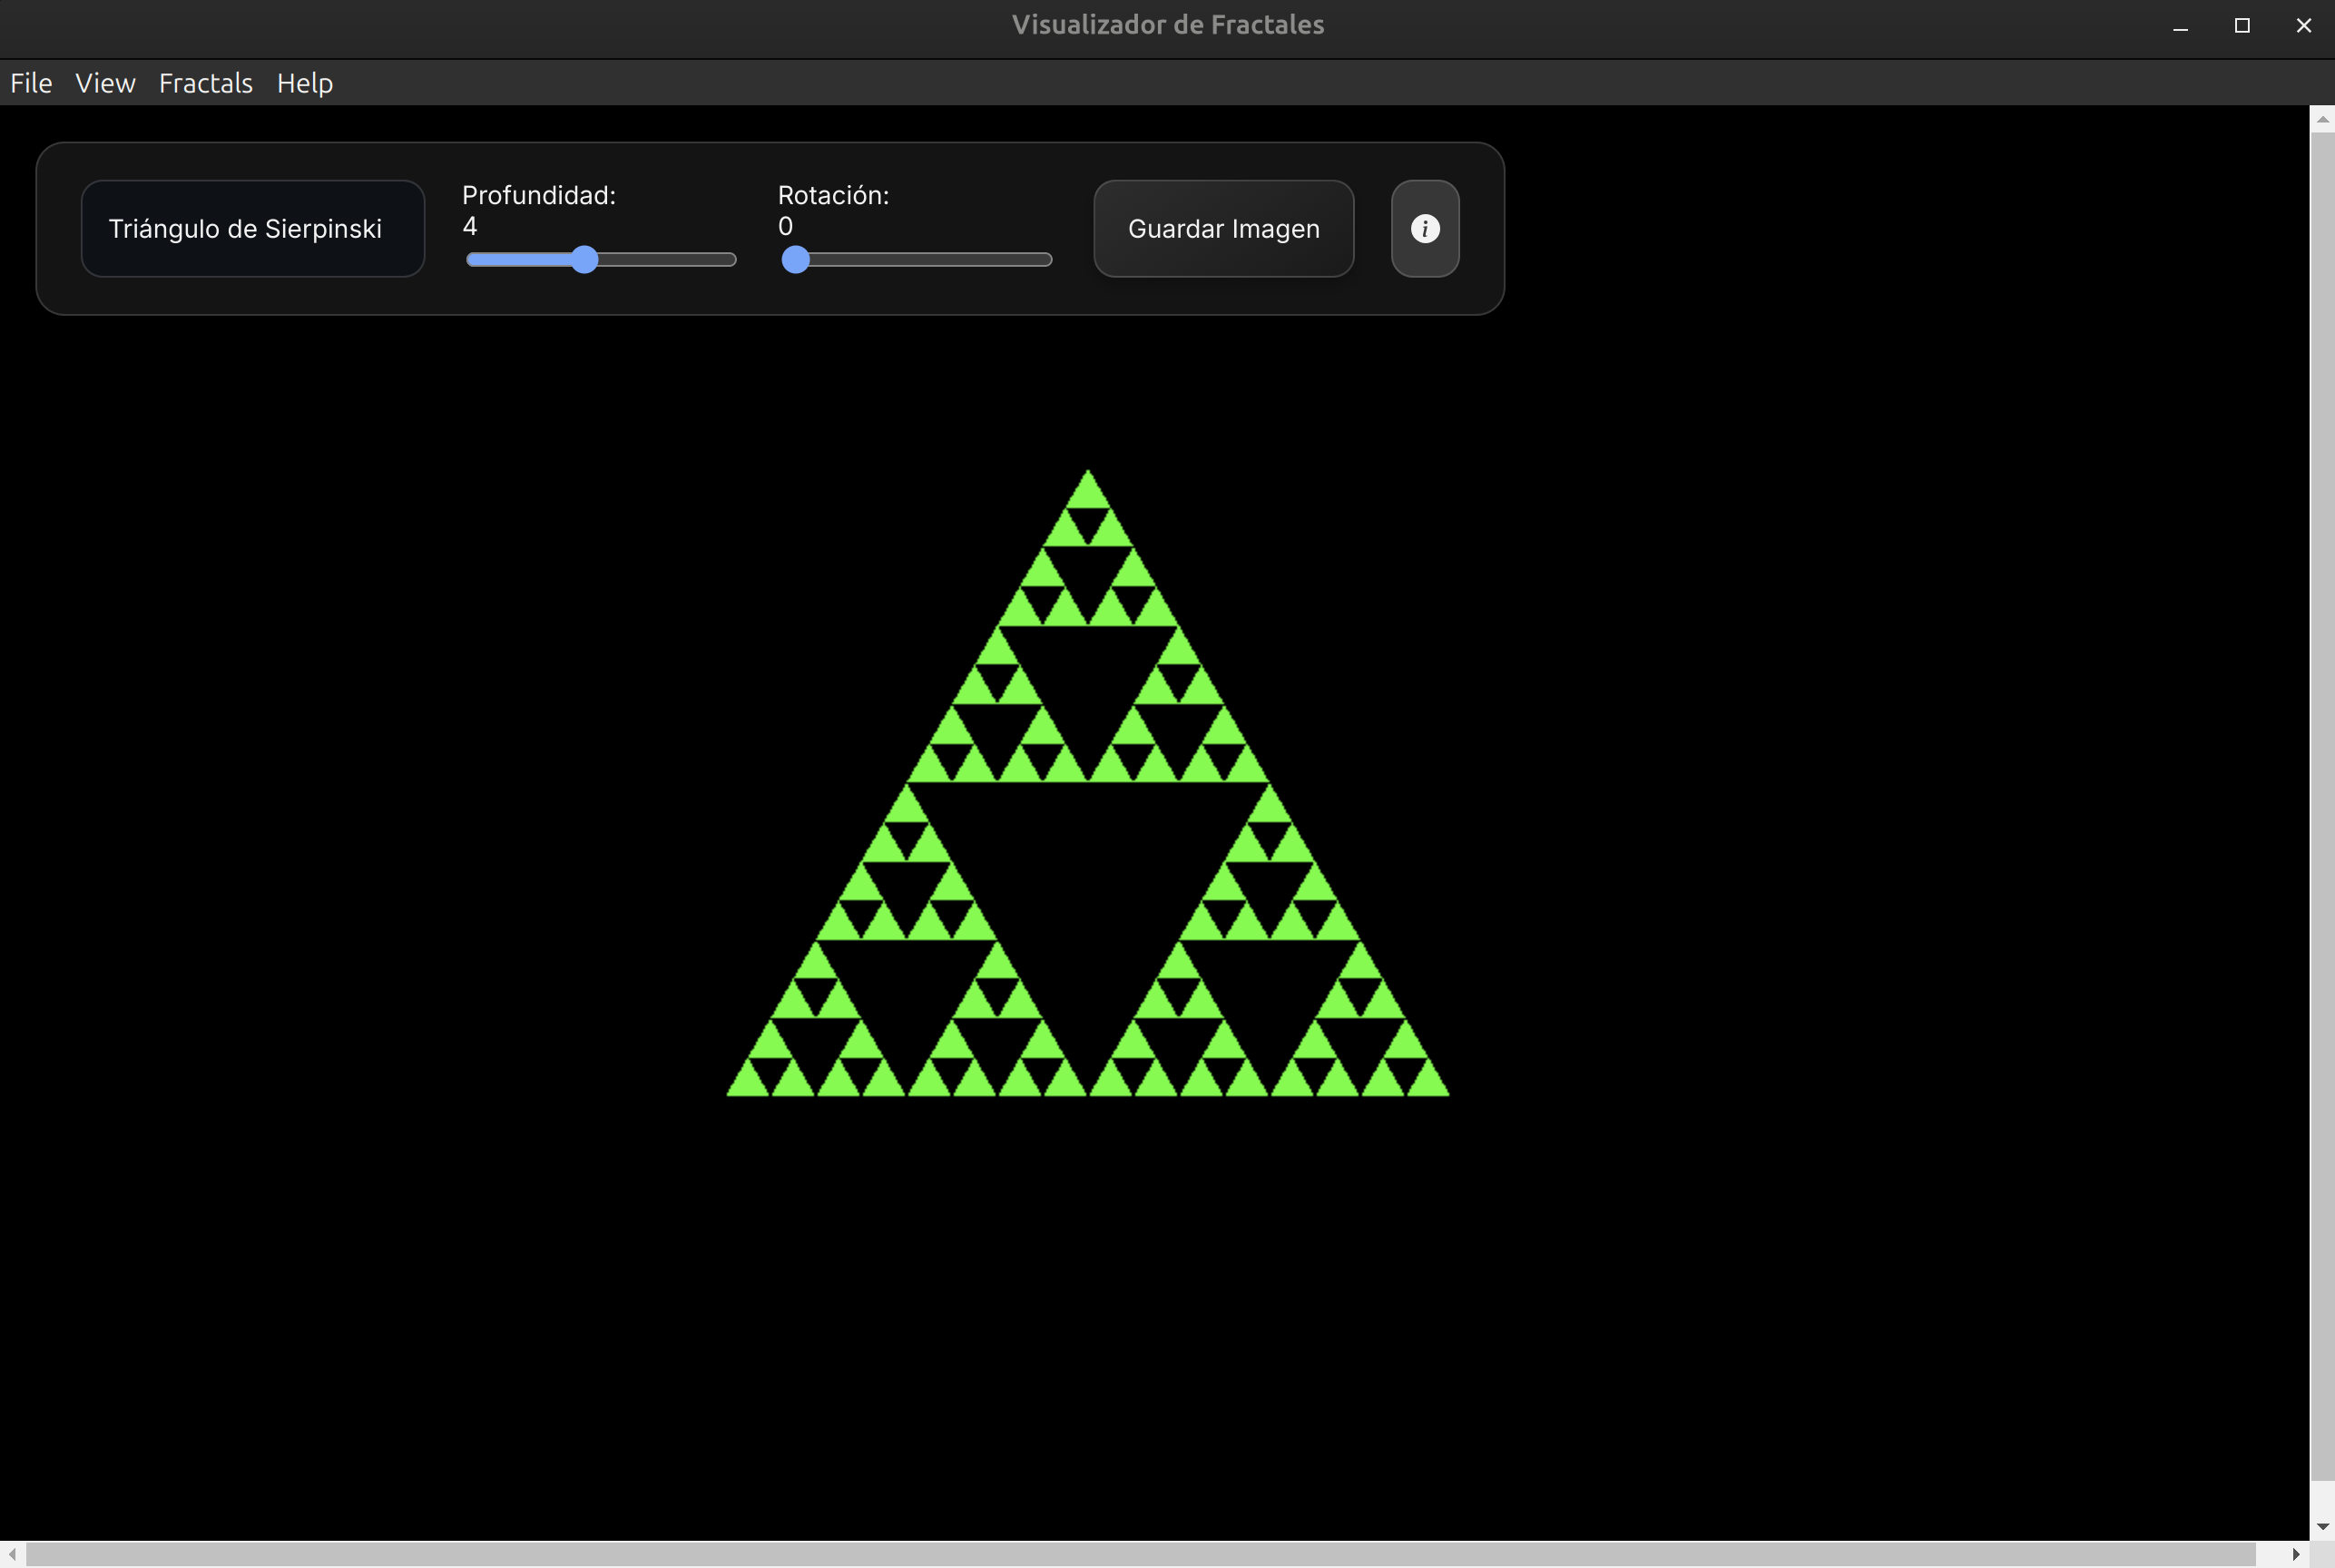 Visualizador de Fractales
File View Fractals Help
Triángulo de Sierpinski
Profundidad:
4
Rotación:
0
Guardar Imagen
i